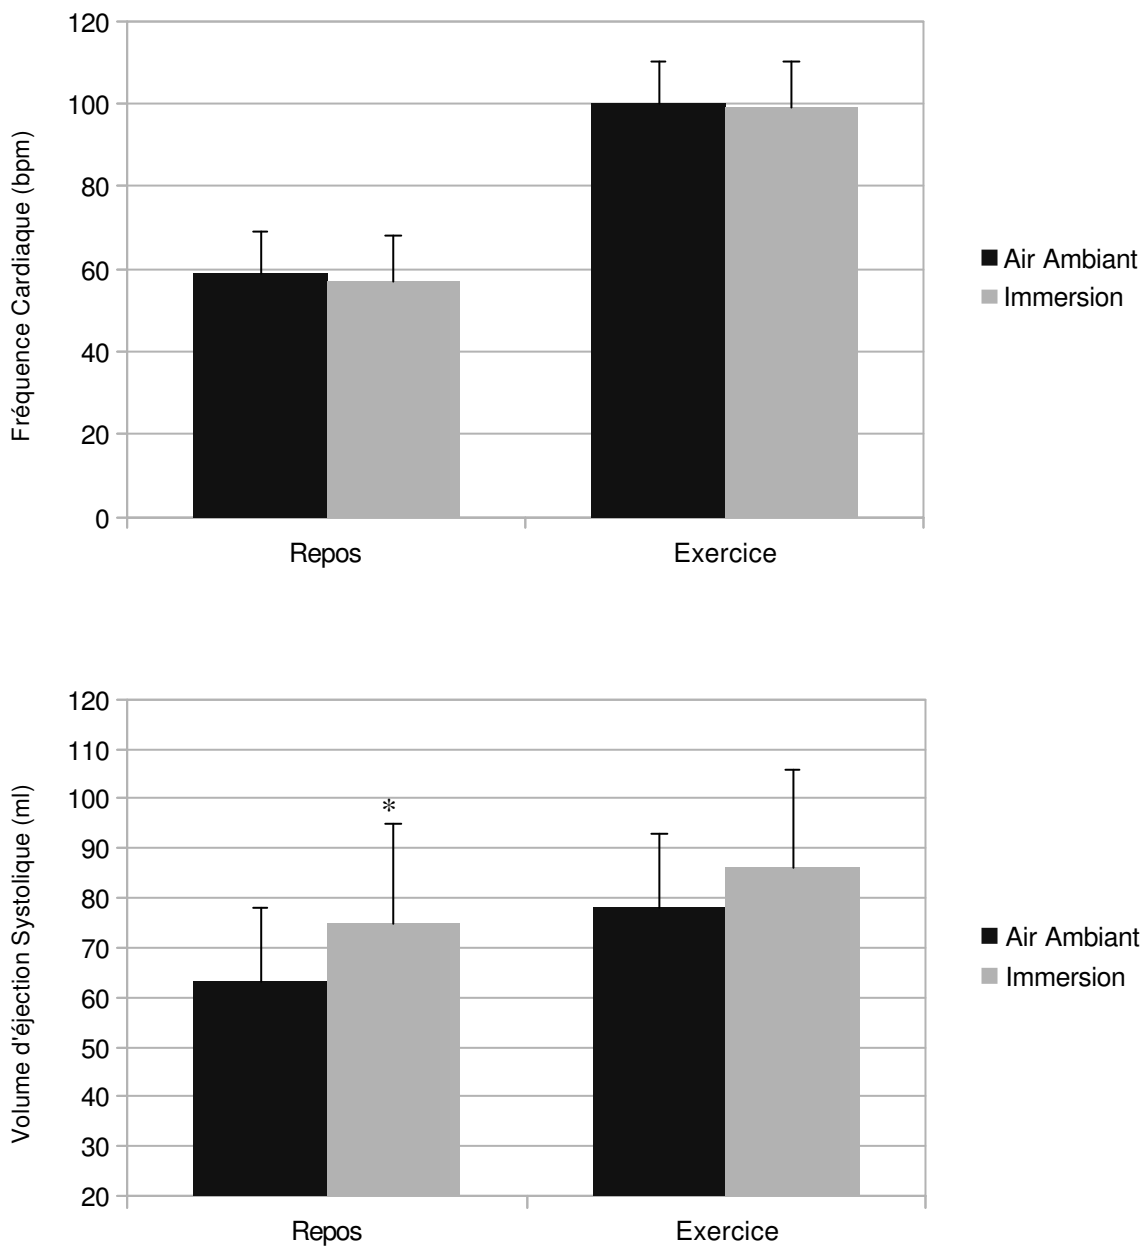 120
100
80
60
40
20
0
Fréquence Cardiaque (bpm)
Repos
Exercice
Air Ambiant
Immersion
120
110
100
90
80
70
60
50
40
30
20
Volume d'éjection Systolique (ml)
*
Repos
Exercice
Air Ambiant
Immersion